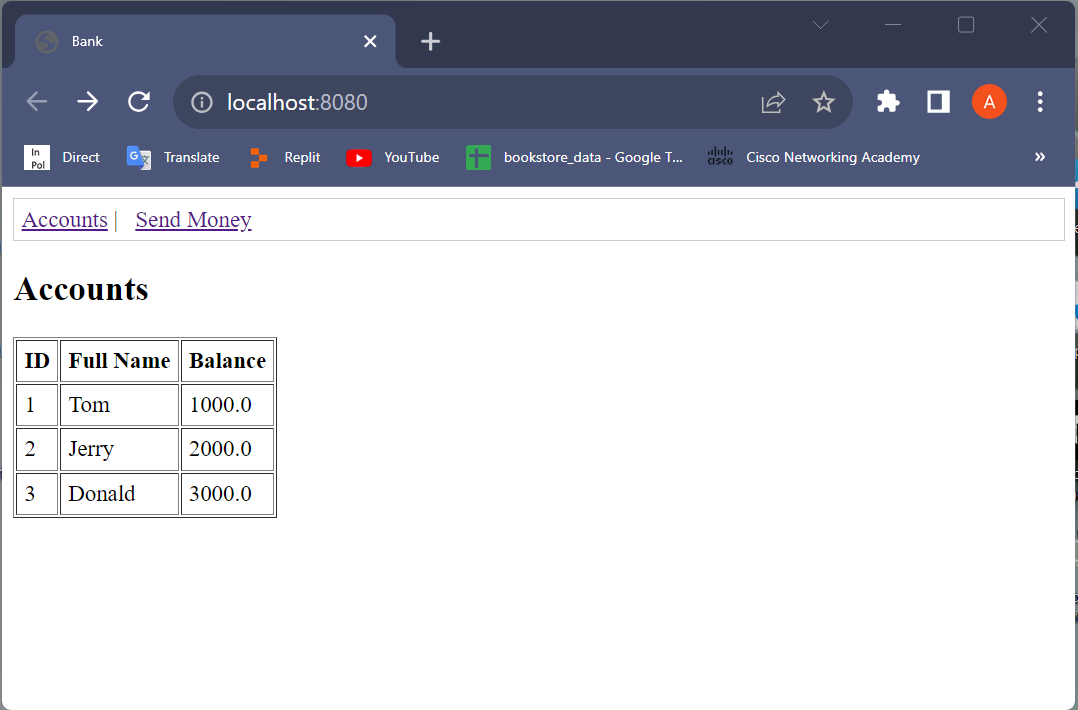 Bank
localhost:8080
A
In Pol Direct G Translate Replit YouTube bookstore_data - Google T... cisco Cisco Networking Academy »
Accounts | Send Money
Accounts
ID Full Name Balance
1 Tom 1000.0
2 Jerry 2000.0
3 Donald 3000.0